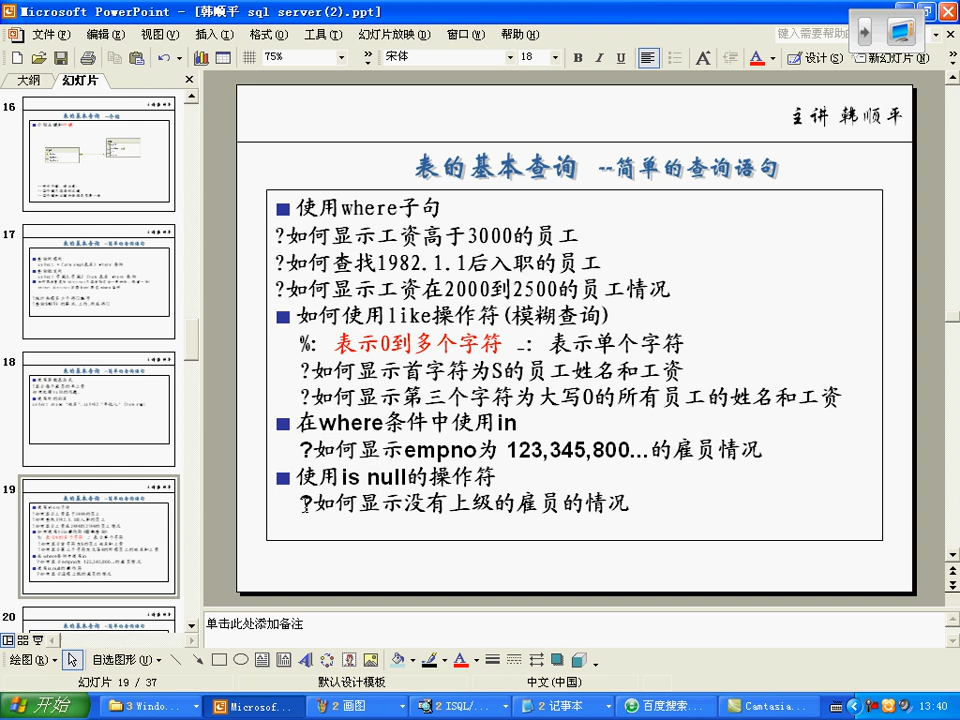 Microsoft PowerPoint - [韩顺平 sql server(2).ppt]
文件(F) 编辑(E) 视图(V) 插入(I) 格式(O) 工具(T) 幻灯片放映(D) 窗口(W) 帮助(H) 键入需要帮助
75% 宋体 18 B I U A A 设计(S) 新幻灯片(N)
大纲 幻灯片
16
17
18
19
20
主讲 韩顺平
表的基本查询 --简单的查询语句
使用where子句
?如何显示工资高于3000的员工
?如何查找1982.1.1后入职的员工
?如何显示工资在2000到2500的员工情况
如何使用like操作符(模糊查询)
%: 表示0到多个字符 _: 表示单个字符
?如何显示首字符为S的员工姓名和工资
?如何显示第三个字符为大写O的所有员工的姓名和工资
在where条件中使用in
?如何显示empno为 123,345,800...的雇员情况
使用is null的操作符
?如何显示没有上级的雇员的情况
单击此处添加备注
绘图(R) 自选图形(U)
幻灯片 19 / 37 默认设计模板 中文(中国)
开始 3 Windo... Microsof... 2 画图 2 ISQL/... 2 记事本 百度搜索... Camtasia... 13:40